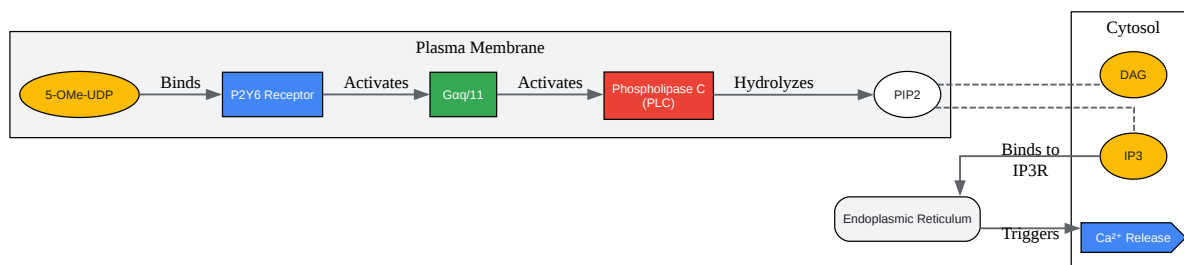 Plasma Membrane
Cytosol
5-OMe-UDP
Binds
P2Y6 Receptor
Activates
Gαq/11
Activates
Phospholipase C
(PLC)
Hydrolyzes
PIP2
DAG
IP3
Binds to
IP3R
Endoplasmic Reticulum
Triggers
Ca²⁺ Release